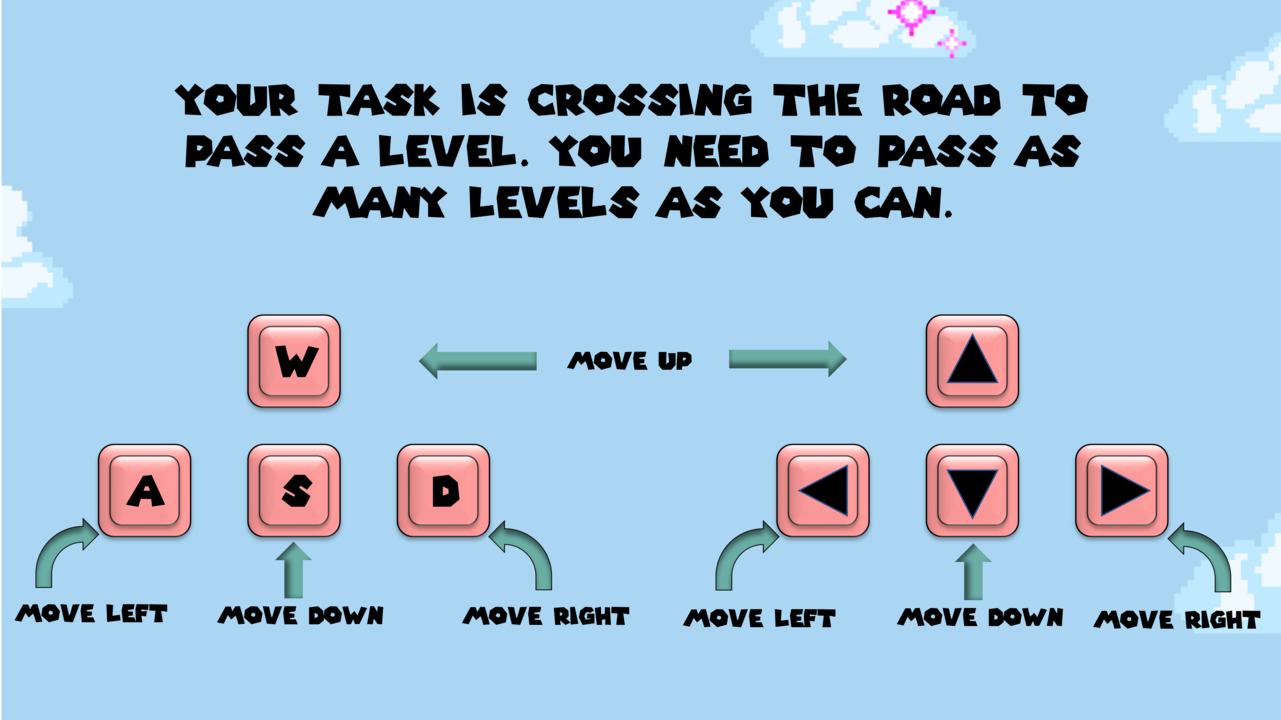 YOUR TASK IS CROSSING THE ROAD TO
PASS A LEVEL. YOU NEED TO PASS AS
MANY LEVELS AS YOU CAN.
W
MOVE UP
A
S
D
MOVE LEFT
MOVE DOWN
MOVE RIGHT
MOVE LEFT
MOVE DOWN
MOVE RIGHT